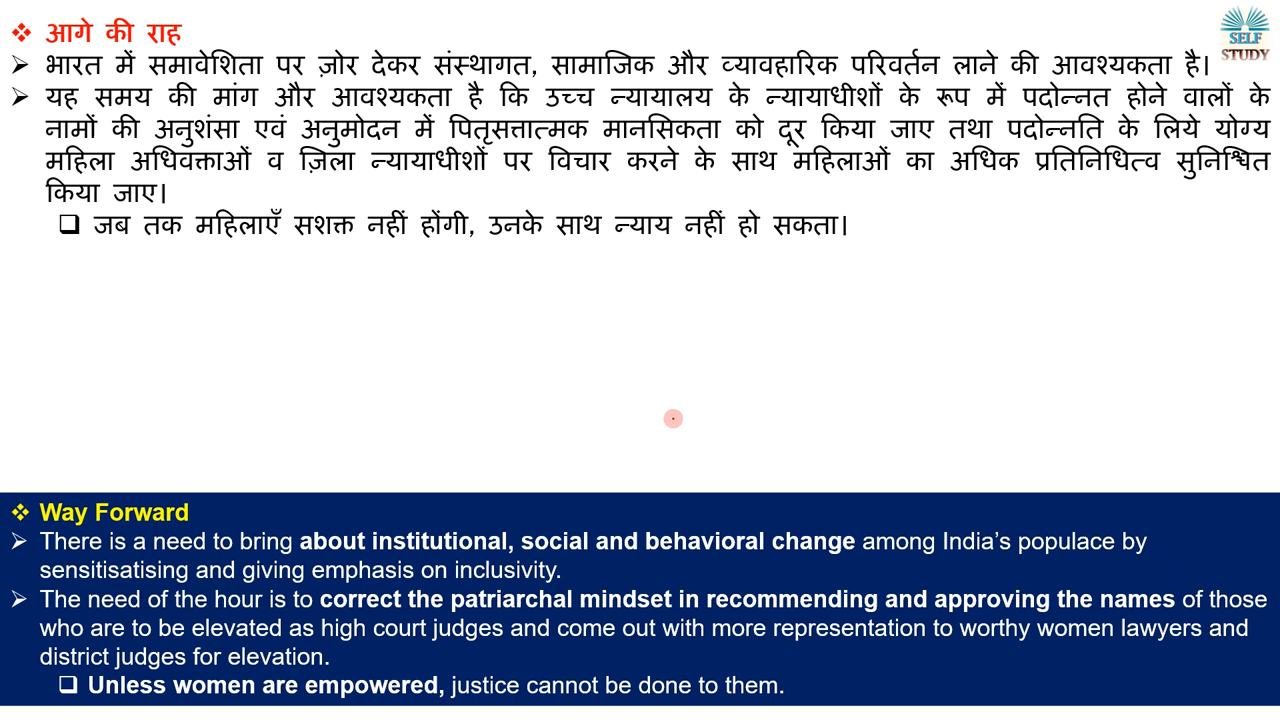 ❖ आगे की राह
SELF
STUDY
➢ भारत में समावेशिता पर ज़ोर देकर संस्थागत, सामाजिक और व्यावहारिक परिवर्तन लाने की आवश्यकता है।
➢ यह समय की मांग और आवश्यकता है कि उच्च न्यायालय के न्यायाधीशों के रूप में पदोन्नत होने वालों के
नामों की अनुशंसा एवं अनुमोदन में पितृसत्तात्मक मानसिकता को दूर किया जाए तथा पदोन्नति के लिये योग्य
महिला अधिवक्ताओं व ज़िला न्यायाधीशों पर विचार करने के साथ महिलाओं का अधिक प्रतिनिधित्व सुनिश्चित
किया जाए।
❑ जब तक महिलाएँ सशक्त नहीं होंगी, उनके साथ न्याय नहीं हो सकता।
❖ Way Forward
➢ There is a need to bring about institutional, social and behavioral change among India’s populace by
sensitisatising and giving emphasis on inclusivity.
➢ The need of the hour is to correct the patriarchal mindset in recommending and approving the names of those
who are to be elevated as high court judges and come out with more representation to worthy women lawyers and
district judges for elevation.
❑ Unless women are empowered, justice cannot be done to them.